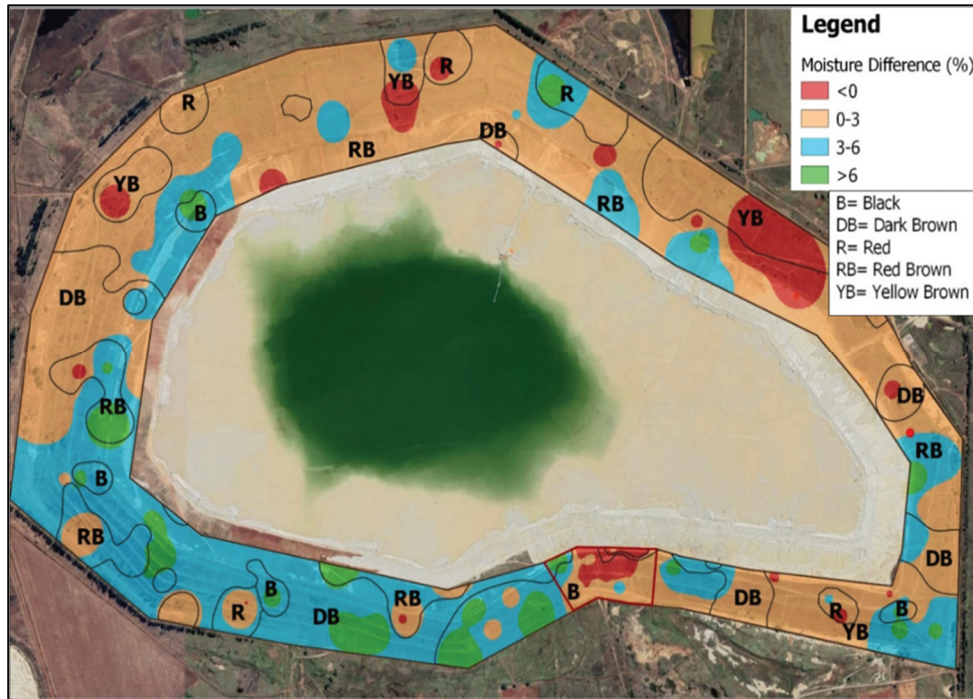 Legend
Moisture Difference (%)
<0
0-3
3-6
>6
B= Black
DB= Dark Brown
R= Red
RB= Red Brown
YB= Yellow Brown
R
YB
R
R
DB
RB
YB
B
RB
YB
DB
DB
RB
RB
B
RB
DB
B
R
DB
RB
B
DB
R
B
YB